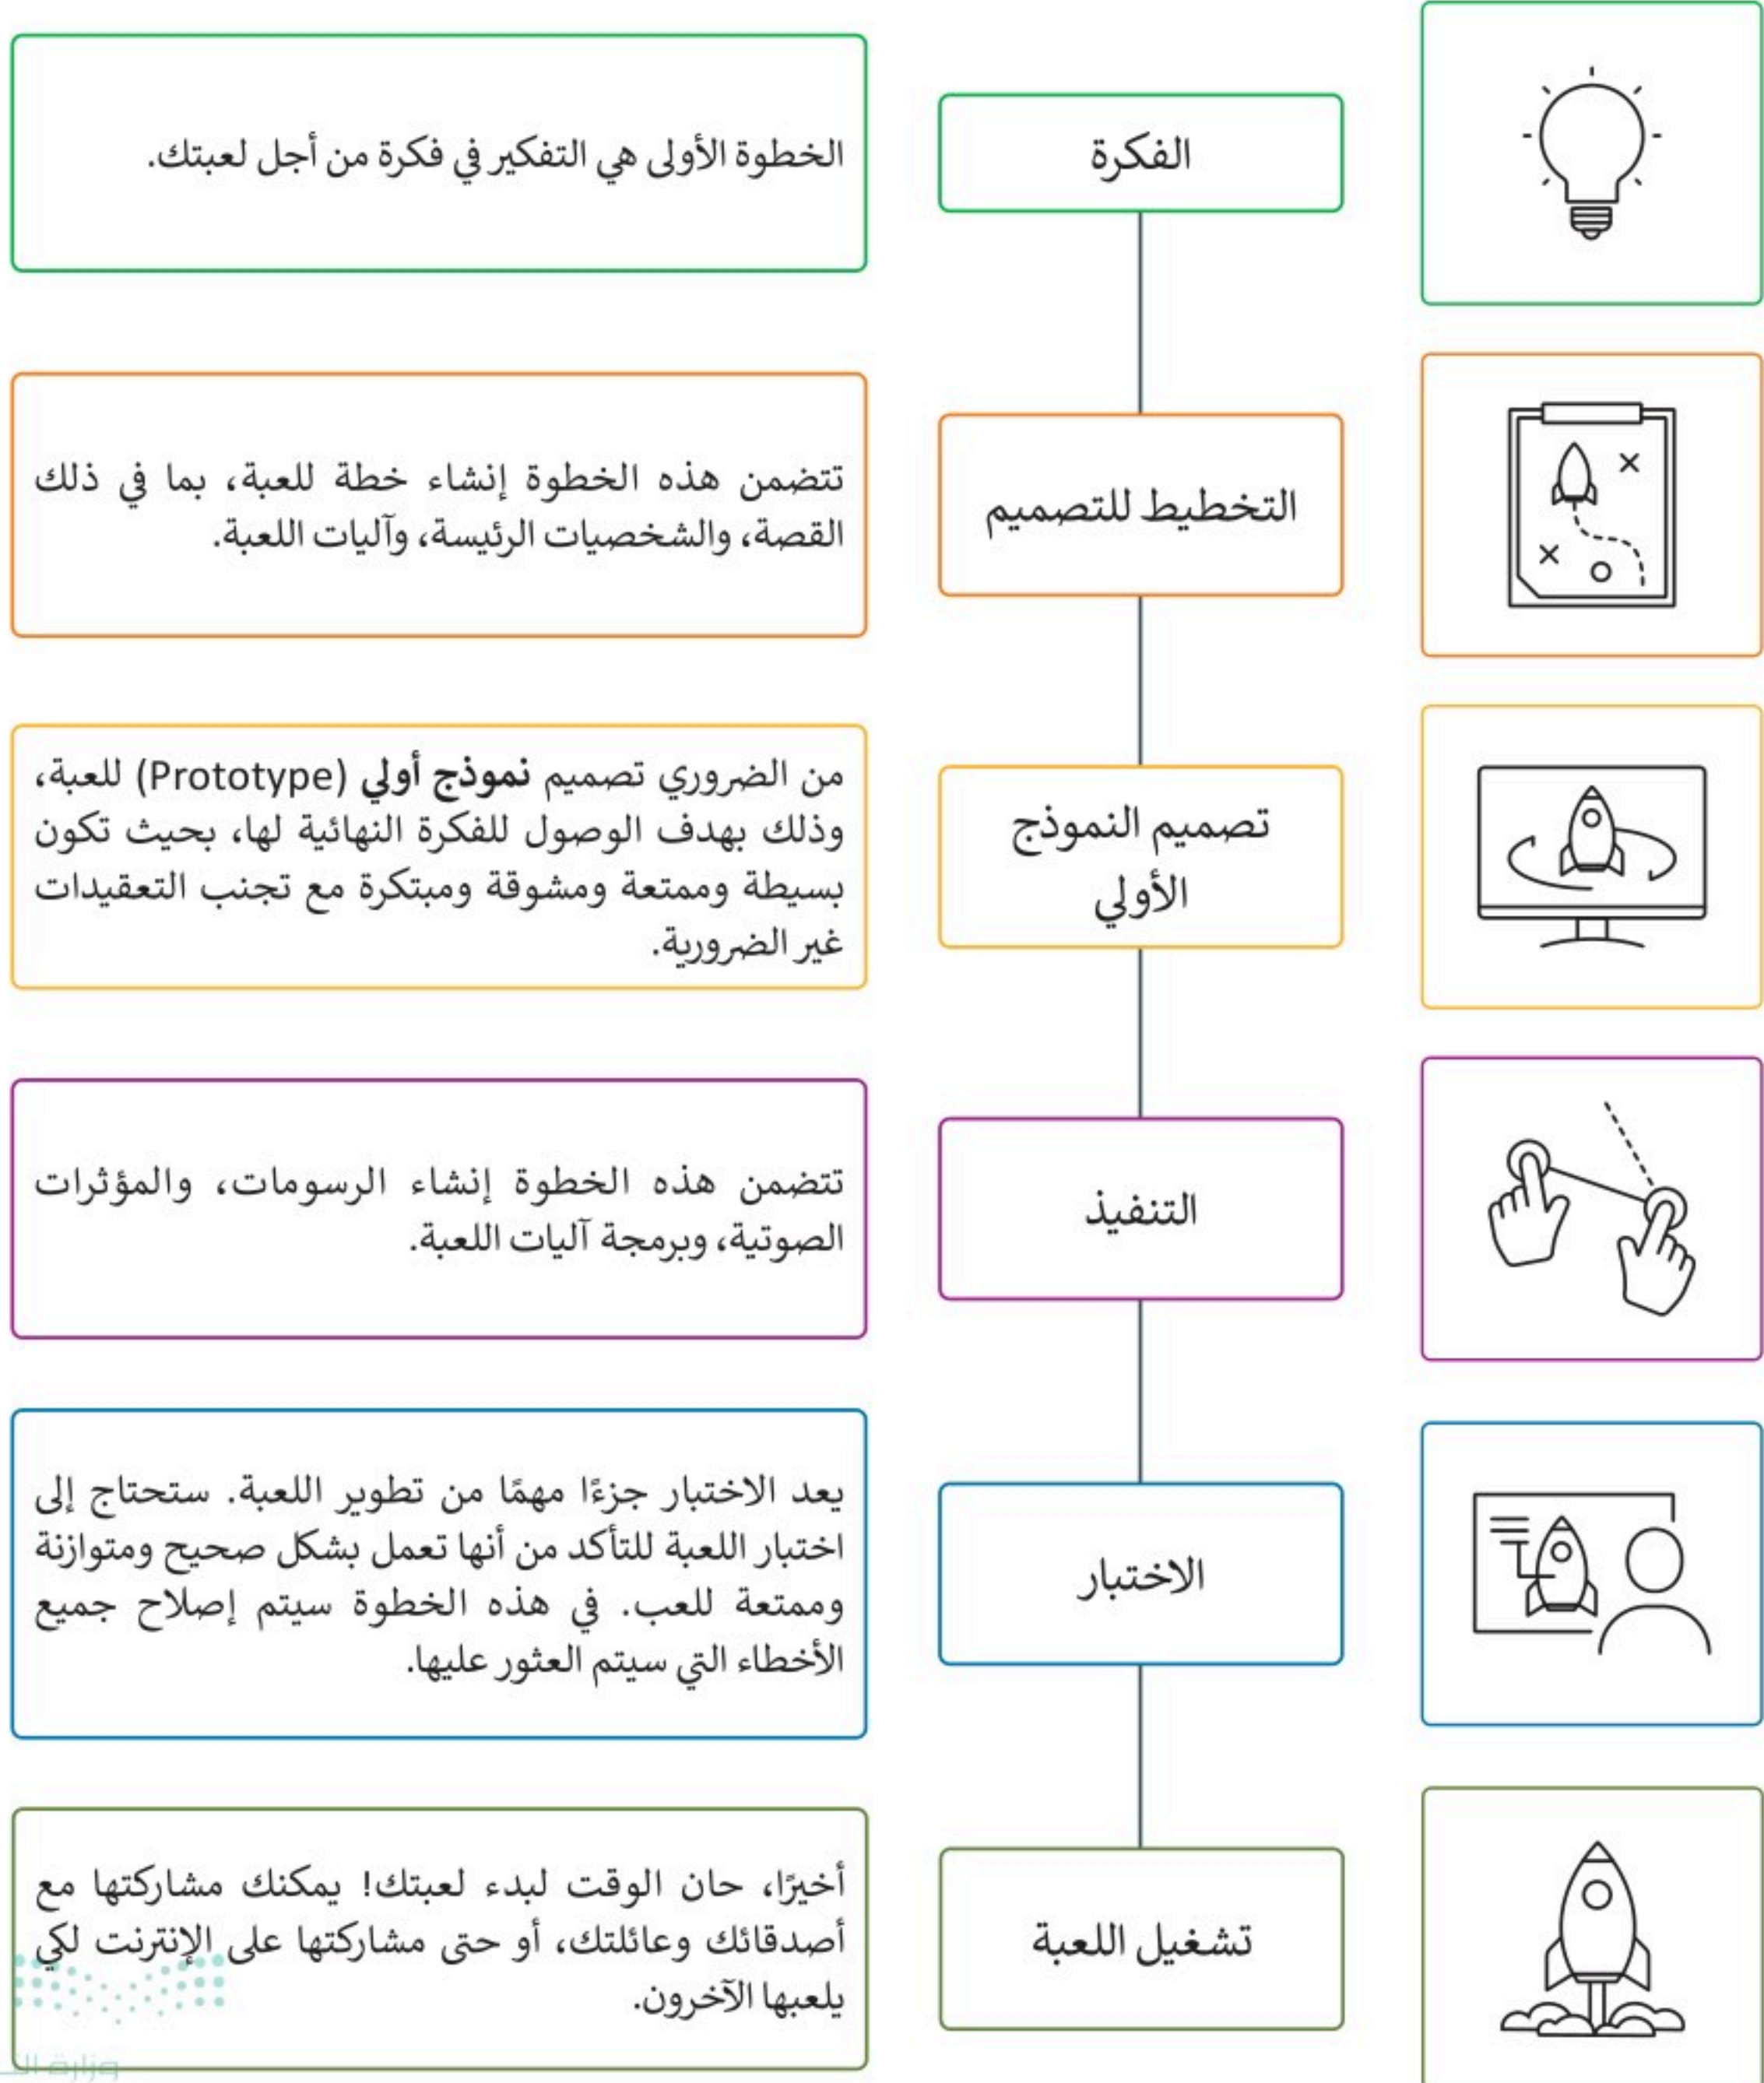 الفكرة
الخطوة الأولى هي التفكير في فكرة من أجل لعبتك.
التخطيط للتصميم
تتضمن هذه الخطوة إنشاء خطة للعبة، بما في ذلك
القصة، والشخصيات الرئيسة، وآليات اللعبة.
تصميم النموذج
الأولي
من الضروري تصميم نموذج أولي (Prototype) للعبة،
وذلك بهدف الوصول للفكرة النهائية لها، بحيث تكون
بسيطة وممتعة ومشوقة ومبتكرة مع تجنب التعقيدات
غير الضرورية.
التنفيذ
تتضمن هذه الخطوة إنشاء الرسومات، والمؤثرات
الصوتية، وبرمجة آليات اللعبة.
الاختبار
يعد الاختبار جزءًا مهمًا من تطوير اللعبة. ستحتاج إلى
اختبار اللعبة للتأكد من أنها تعمل بشكل صحيح ومتوازنة
وممتعة للعب. في هذه الخطوة سيتم إصلاح جميع
الأخطاء التي سيتم العثور عليها.
تشغيل اللعبة
أخيرًا، حان الوقت لبدء لعبتك! يمكنك مشاركتها مع
أصدقائك وعائلتك، أو حتى مشاركتها على الإنترنت لكي
يلعبها الآخرون.
وزارة